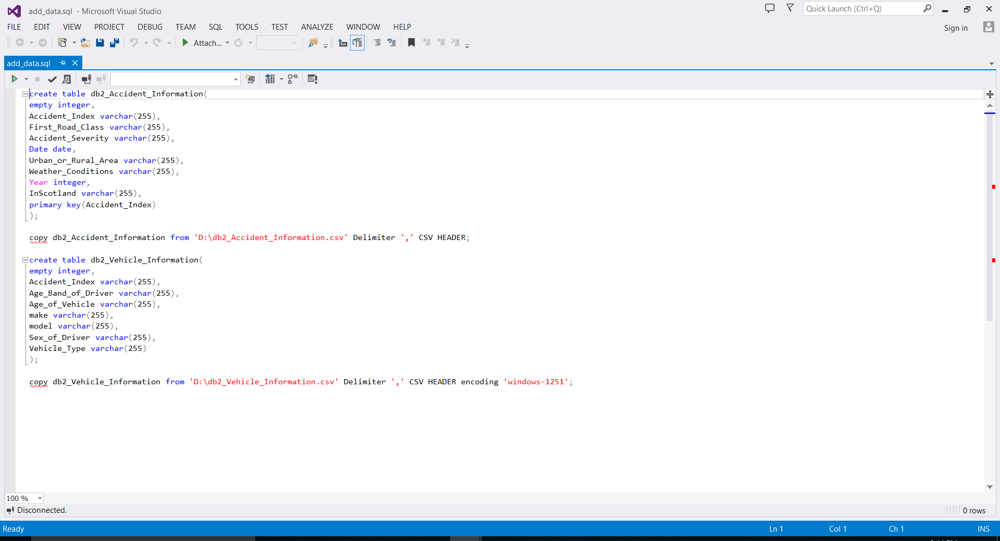 add_data.sql - Microsoft Visual Studio
Quick Launch (Ctrl+Q)
FILE EDIT VIEW PROJECT DEBUG TEAM SQL TOOLS TEST ANALYZE WINDOW HELP
Sign in
Attach...
add_data.sql
create table db2_Accident_Information(
empty integer,
Accident_Index varchar(255),
First_Road_Class varchar(255),
Accident_Severity varchar(255),
Date date,
Urban_or_Rural_Area varchar(255),
Weather_Conditions varchar(255),
Year integer,
InScotland varchar(255),
primary key(Accident_Index)
);
copy db2_Accident_Information from 'D:\db2_Accident_Information.csv' Delimiter ',' CSV HEADER;
create table db2_Vehicle_Information(
empty integer,
Accident_Index varchar(255),
Age_Band_of_Driver varchar(255),
Age_of_Vehicle varchar(255),
make varchar(255),
model varchar(255),
Sex_of_Driver varchar(255),
Vehicle_Type varchar(255)
);
copy db2_Vehicle_Information from 'D:\db2_Vehicle_Information.csv' Delimiter ',' CSV HEADER encoding 'windows-1251';
100 %
Disconnected.
0 rows
Ready
Ln 1 Col 1 Ch 1 INS